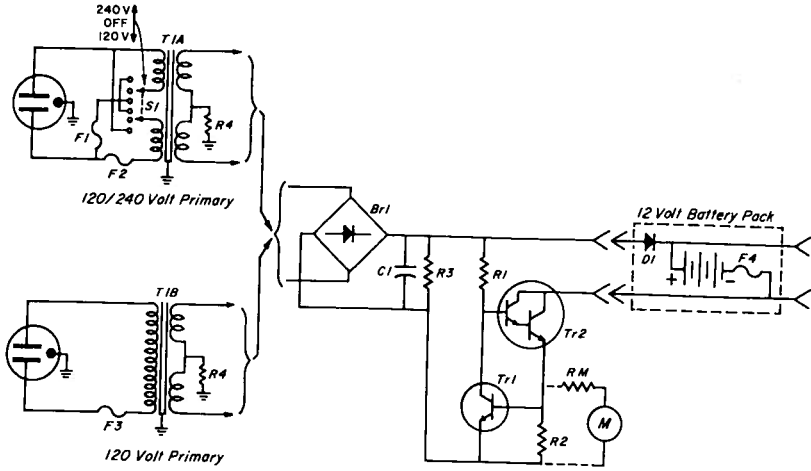 240V
OFF
120V
T1A
S1
R4
F1
F2
120/240 Volt Primary
Br1
C1
R3
R1
Tr2
12 Volt Battery Pack
D1
F4
+
-
T1B
R4
F3
120 Volt Primary
Tr1
RM
R2
M